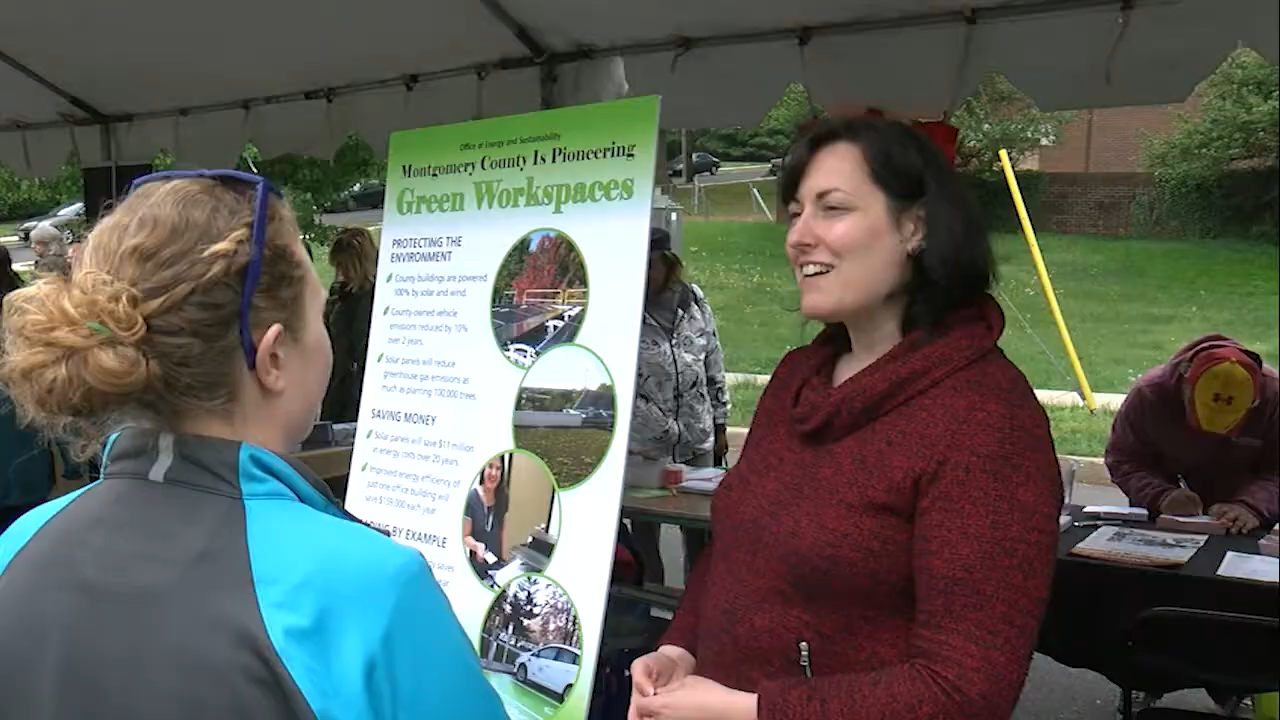 Office of Energy and Sustainability
Montgomery County Is Pioneering
Green Workspaces
PROTECTING THE
ENVIRONMENT
County buildings are powered
100% by solar and wind.
County-owned vehicle
emissions reduced by 10%
over 2 years.
Solar panels will reduce
greenhouse gas emissions as
much as planting 100,000 trees.
SAVING MONEY
Solar panels will save $11 million
in energy costs over 20 years.
Improved energy efficiency of
just one office building will
save $159,000 each year
BY EXAMPLE
saves